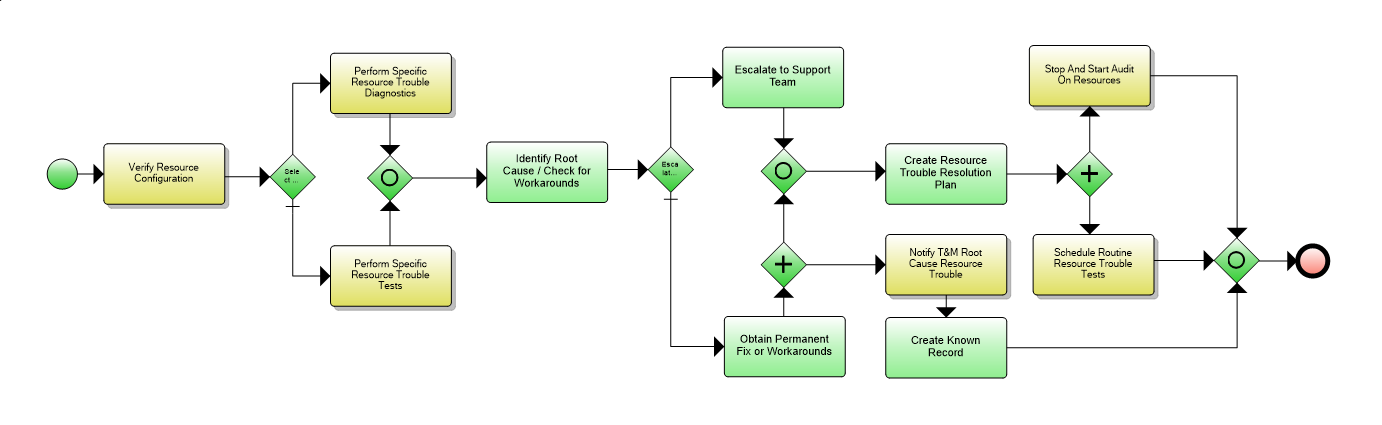 Verify Resource
Configuration
Sele
ct ...
Perform Specific
Resource Trouble
Diagnostics
Perform Specific
Resource Trouble
Tests
Identify Root
Cause / Check for
Workarounds
Esca
lat...
Escalate to Support
Team
Obtain Permanent
Fix or Workarounds
Create Resource
Trouble Resolution
Plan
Notify T&M Root
Cause Resource
Trouble
Create Known
Record
Stop And Start Audit
On Resources
Schedule Routine
Resource Trouble
Tests